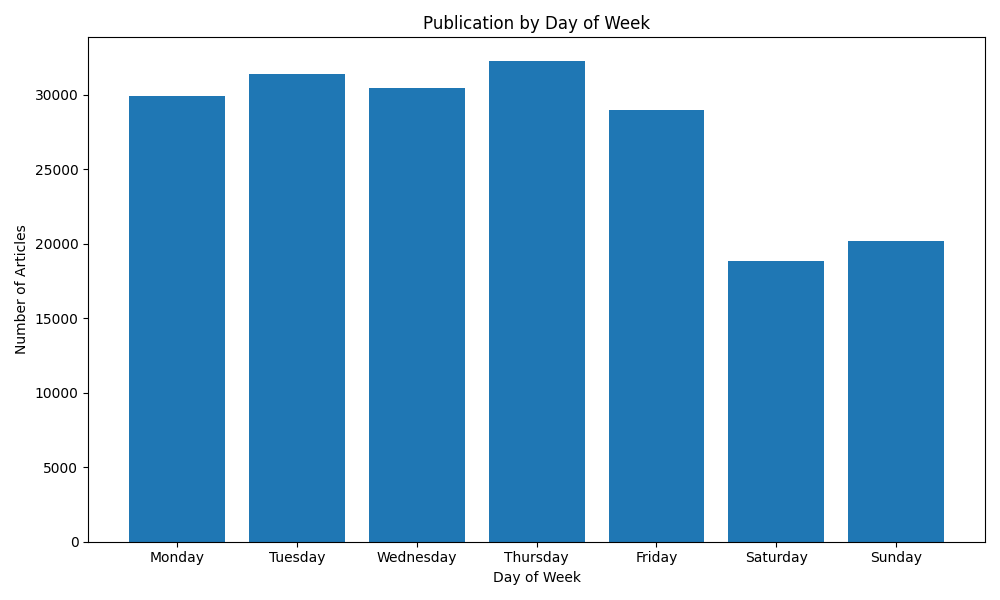 Publication by Day of Week
Number of Articles
30000
25000
20000
15000
10000
5000
0
Monday Tuesday Wednesday Thursday Friday Saturday Sunday
Day of Week